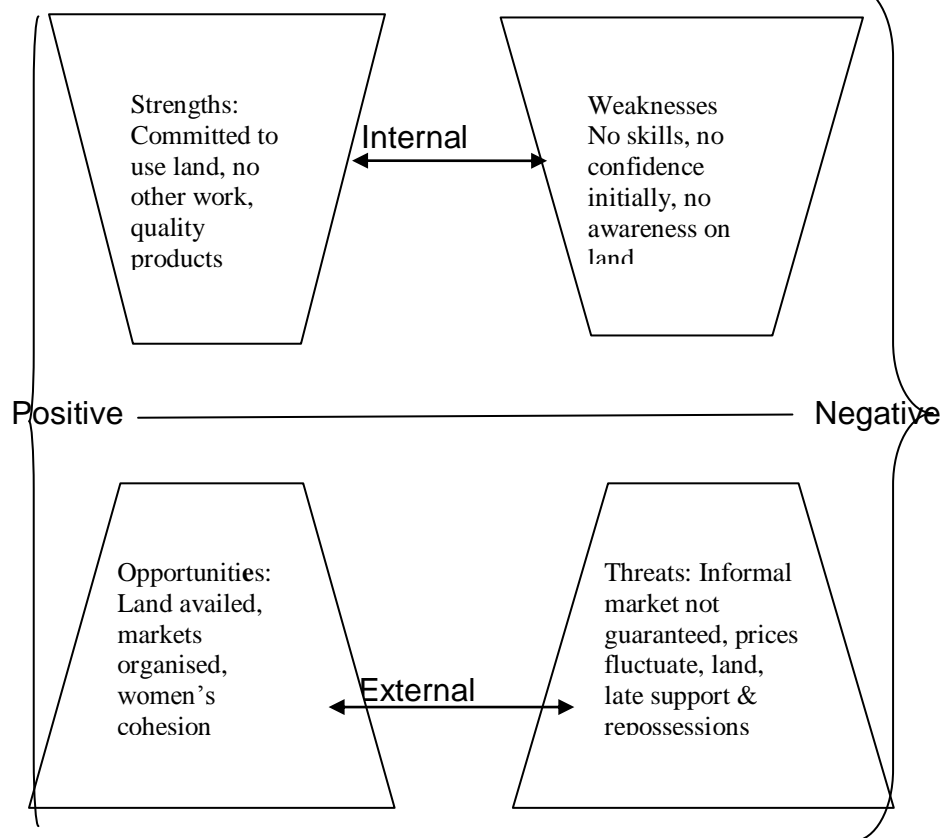 Strengths:
Committed to
use land, no
other work,
quality
products
Internal
Weaknesses
No skills, no
confidence
initially, no
awareness on
land
Positive
Negative
Opportunities:
Land availed,
markets
organised,
women's
cohesion
External
Threats: Informal
market not
guaranteed, prices
fluctuate, land,
late support &
repossessions